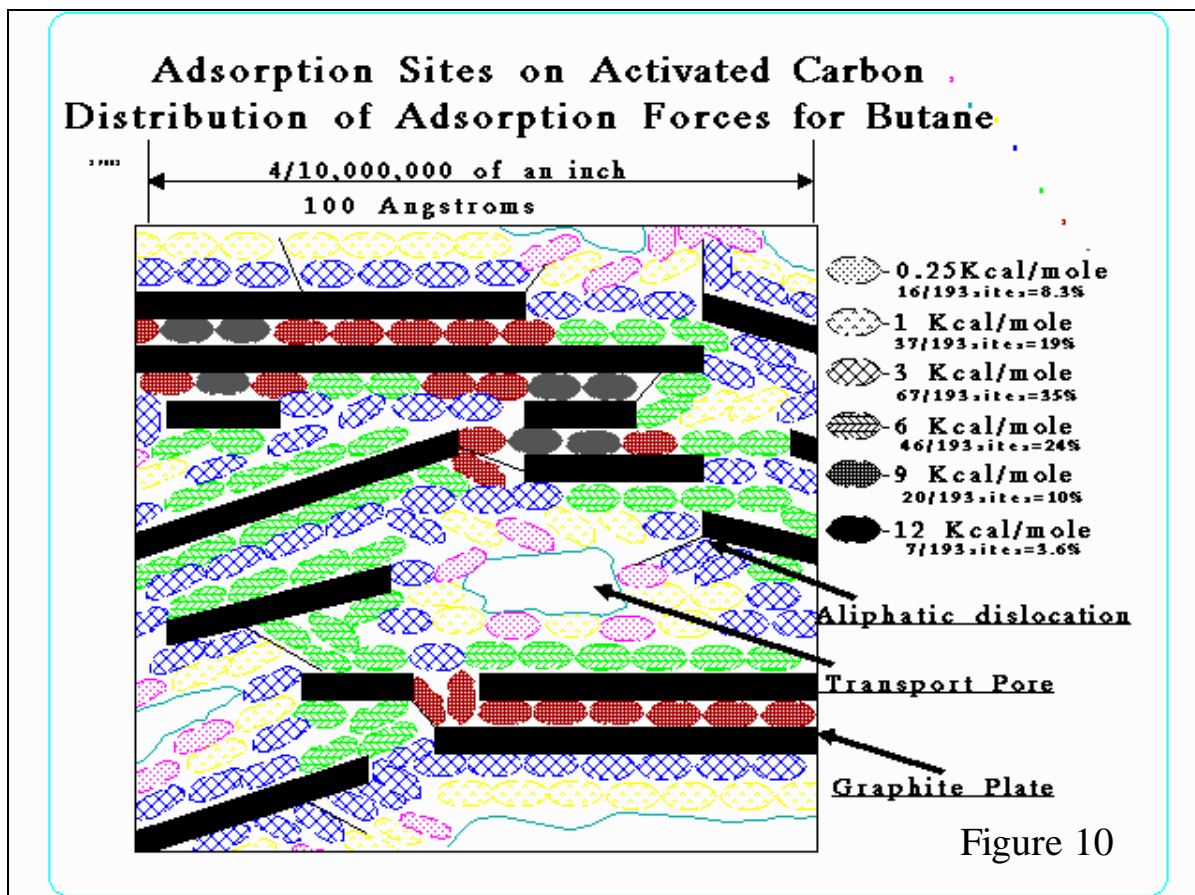 Adsorption Sites on Activated Carbon
Distribution of Adsorption Forces for Butane
4/10,000,000 of an inch
100 Angstroms
0.25Kcal/mole
16/193sites=8.3%
1 Kcal/mole
37/193sites=19%
3 Kcal/mole
67/193sites=35%
6 Kcal/mole
46/193sites=24%
9 Kcal/mole
20/193sites=10%
12 Kcal/mole
7/193sites=3.6%
Aliphatic dislocation
Transport Pore
Graphite Plate
Figure 10